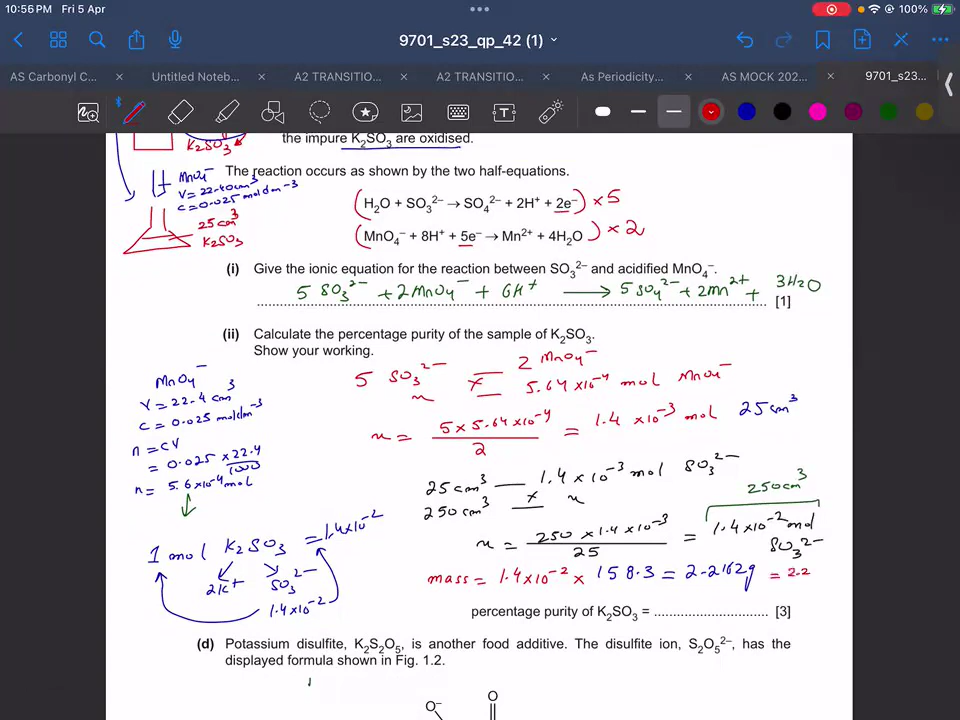 10:56 PM Fri 5 Apr
100%
9701_s23_qp_42 (1)
AS Carbonyl C...
Untitled Noteb...
A2 TRANSITIO...
A2 TRANSITIO...
As Periodicity...
AS MOCK 202...
9701_s23...
K₂SO₃
the impure K₂SO₃ are oxidised.
MnO₄⁻
V = 22.40cm³
C = 0.025 moldm⁻³
25cm³
K₂SO₃
The reaction occurs as shown by the two half-equations.
(H₂O + SO₃²⁻ → SO₄²⁻ + 2H⁺ + 2e⁻) × 5
(MnO₄⁻ + 8H⁺ + 5e⁻ → Mn²⁺ + 4H₂O) × 2
(i) Give the ionic equation for the reaction between SO₃²⁻ and acidified MnO₄⁻.
5 SO₃²⁻ + 2MnO₄⁻ + 6H⁺ → 5SO₄²⁻ + 2Mn²⁺ + 3H₂O
[1]
(ii) Calculate the percentage purity of the sample of K₂SO₃.
Show your working.
MnO₄⁻
V = 22.4 cm³
C = 0.025 moldm⁻³
n = CV
= 0.025 × 22.4/1000
n = 5.6×10⁻⁴ mol
5 SO₃²⁻ 2 MnO₄⁻
x 5.64×10⁻⁴ mol MnO₄⁻
x = 5×5.64×10⁻⁴/2 = 1.4×10⁻³ mol 25cm³
25cm³ — 1.4×10⁻³ mol SO₃²⁻
250cm³ — x
250cm³
x = 250×1.4×10⁻³/25 = 1.4×10⁻² mol SO₃²⁻
1 mol K₂SO₃ = 1.4×10⁻²
2K⁺ SO₃²⁻
1.4×10⁻²
mass = 1.4×10⁻² × 158.3 = 2.2162g = 2.2
percentage purity of K₂SO₃ = .............................. [3]
(d) Potassium disulfite, K₂S₂O₅, is another food additive. The disulfite ion, S₂O₅²⁻, has the
displayed formula shown in Fig. 1.2.
O⁻ O